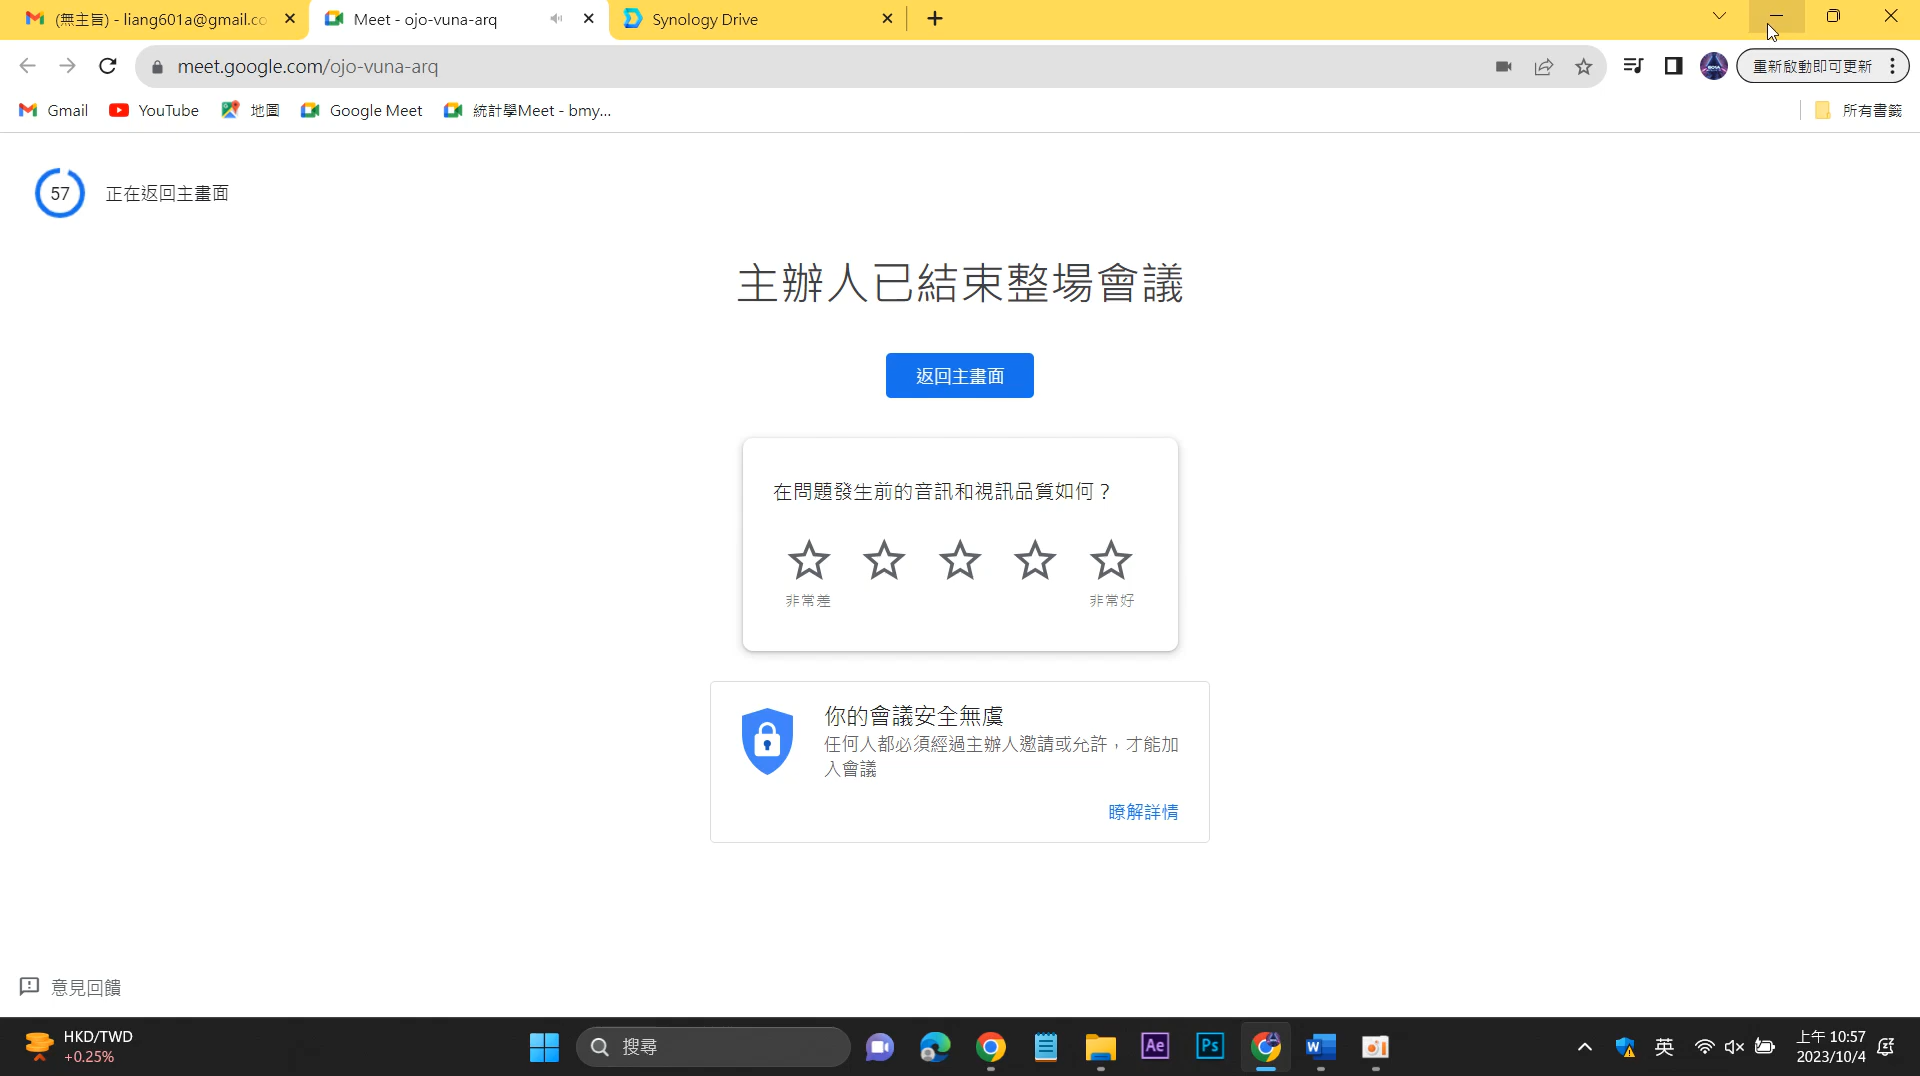 (無主旨) - liang601a@gmail.co
Meet - ojo-vuna-arq
Synology Drive
meet.google.com/ojo-vuna-arq
重新啟動即可更新
Gmail
YouTube
地圖
Google Meet
統計學Meet - bmy...
所有書籤
57
正在返回主畫面
主辦人已結束整場會議
返回主畫面
在問題發生前的音訊和視訊品質如何？
非常差
非常好
你的會議安全無虞
任何人都必須經過主辦人邀請或允許，才能加
入會議
瞭解詳情
意見回饋
HKD/TWD
+0.25%
搜尋
Ae
Ps
W
英
上午 10:57
2023/10/4